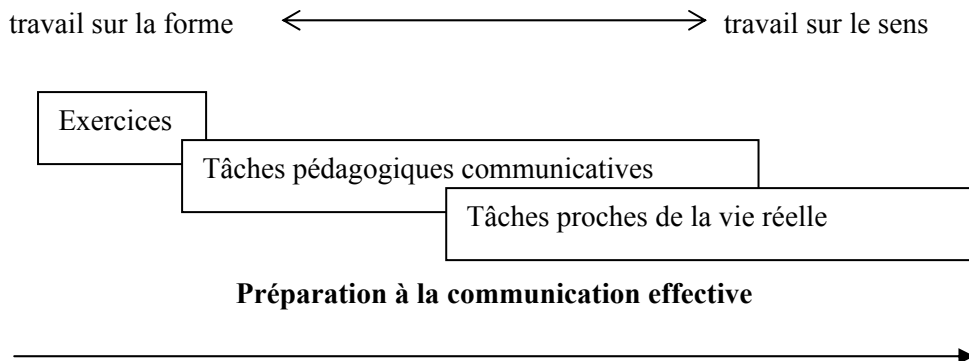 travail sur la forme travail sur le sens
Exercices
Tâches pédagogiques communicatives
Tâches proches de la vie réelle
Préparation à la communication effective